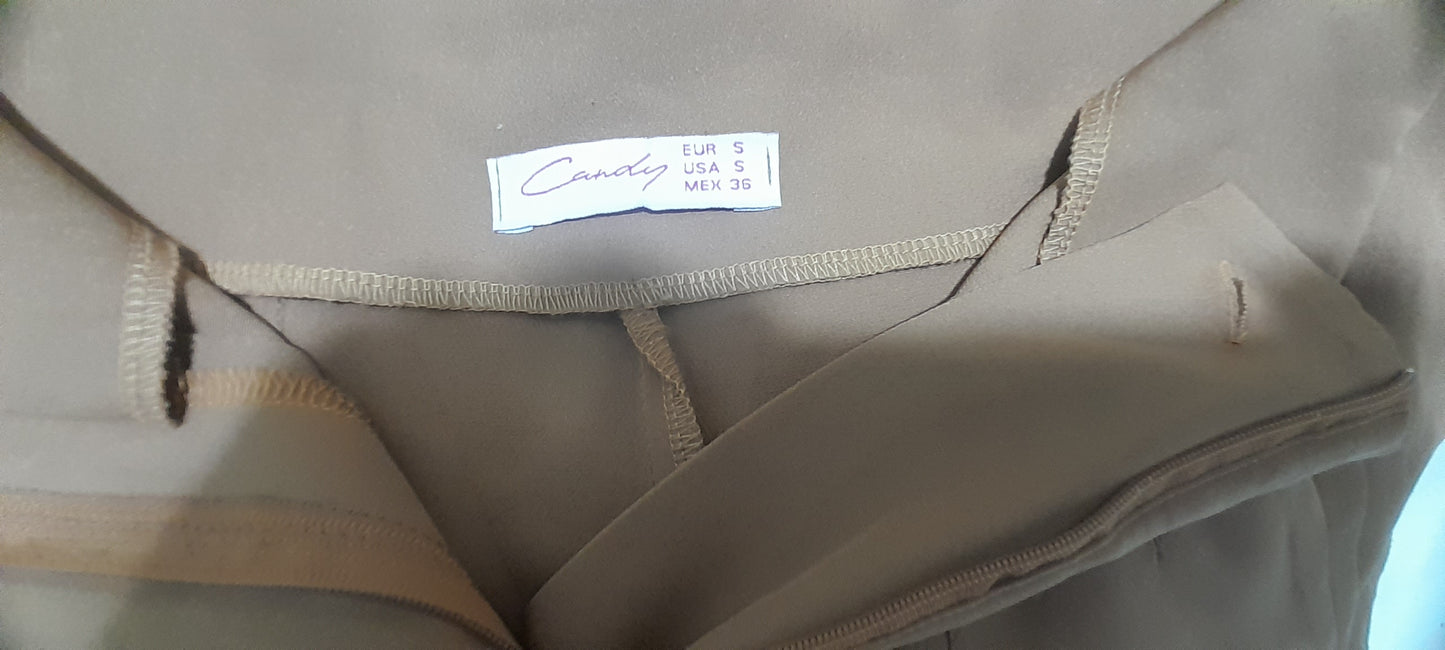 Candy
EUR S
USA S
MEX 36